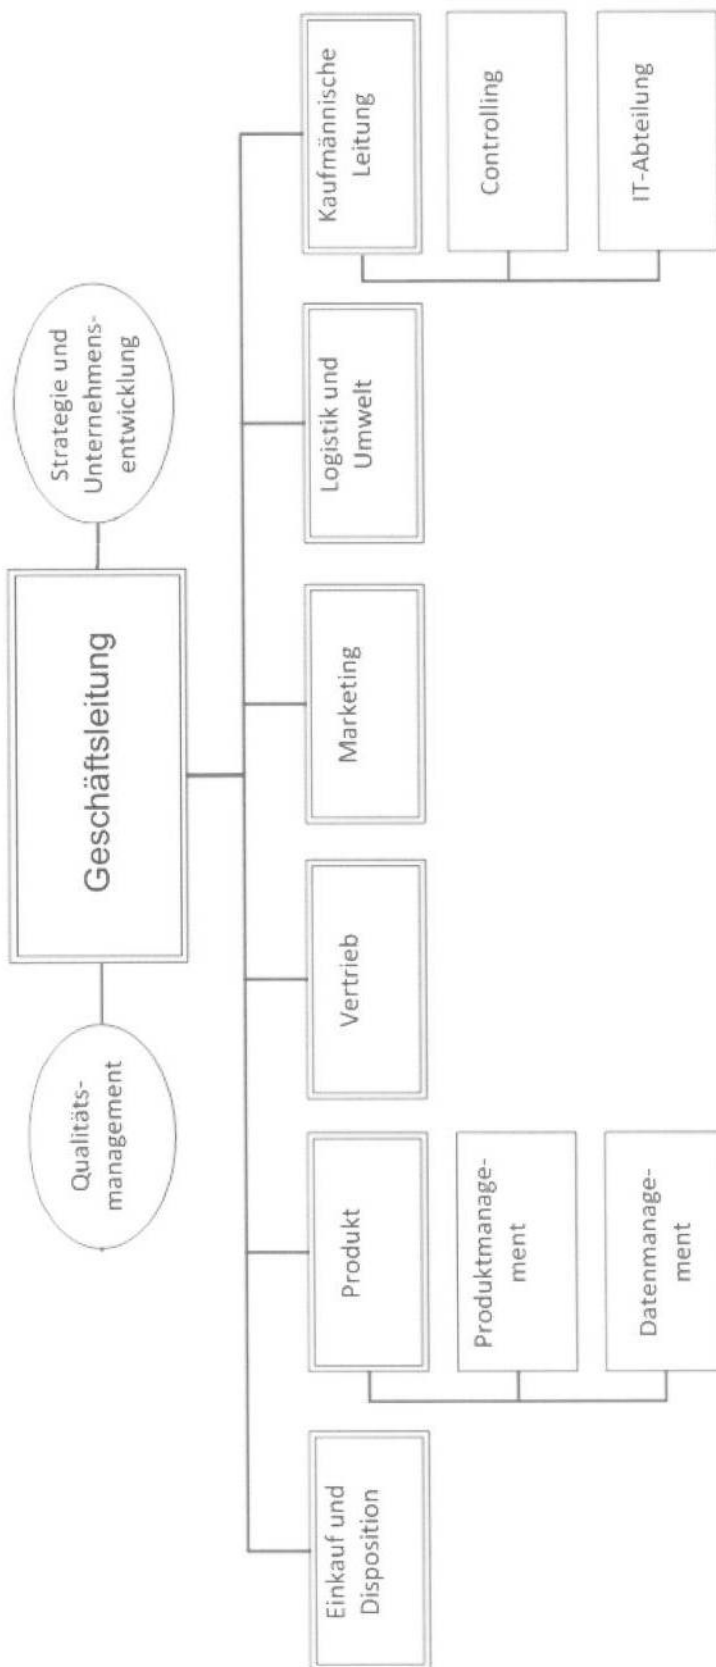 Geschäftsleitung
Qualitäts-
management
Strategie und
Unternehmens-
entwicklung
Einkauf und
Disposition
Produkt
Vertrieb
Marketing
Logistik und
Umwelt
Kaufmännische
Leitung
Produktmanage-
ment
Datenmanage-
ment
Controlling
IT-Abteilung